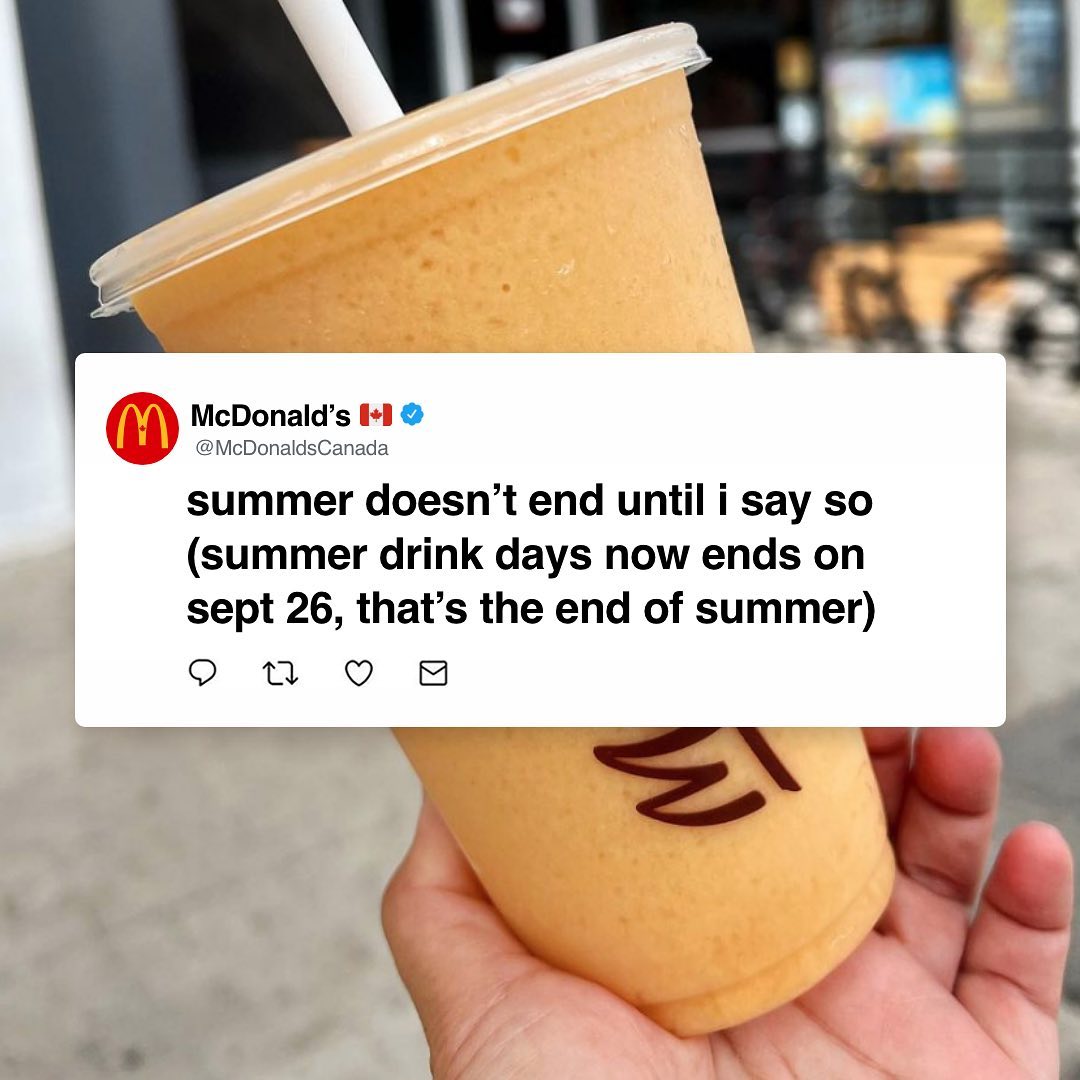 McDonald's 🇨🇦
@McDonaldsCanada
summer doesn’t end until i say so
(summer drink days now ends on
sept 26, that’s the end of summer)